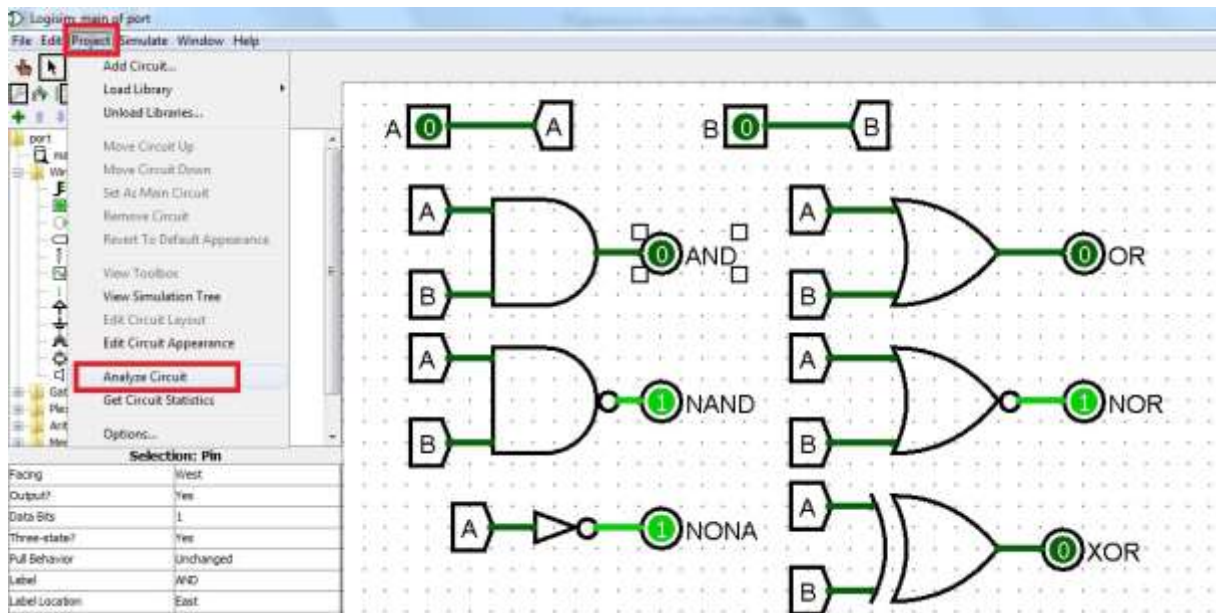 Logisim: main of port
File Edit Project Simulate Window Help
Add Circuit...
Load Library
Unload Libraries...
Move Circuit Up
Move Circuit Down
Set As Main Circuit
Remove Circuit
Revert To Default Appearance
View Toolbox
View Simulation Tree
Edit Circuit Layout
Edit Circuit Appearance
Analyze Circuit
Get Circuit Statistics
Options...
port
Gat
Ple
Arit
Selection: Pin
Facing West
Output? Yes
Data Bits 1
Three-state? Yes
Pull Behavior Unchanged
Label AND
Label Location East
A 0 A B 0 B
A A
0 AND 0 OR
B B
A A
1 NAND 1 NOR
B B
A 1 NONA A
0 XOR
B